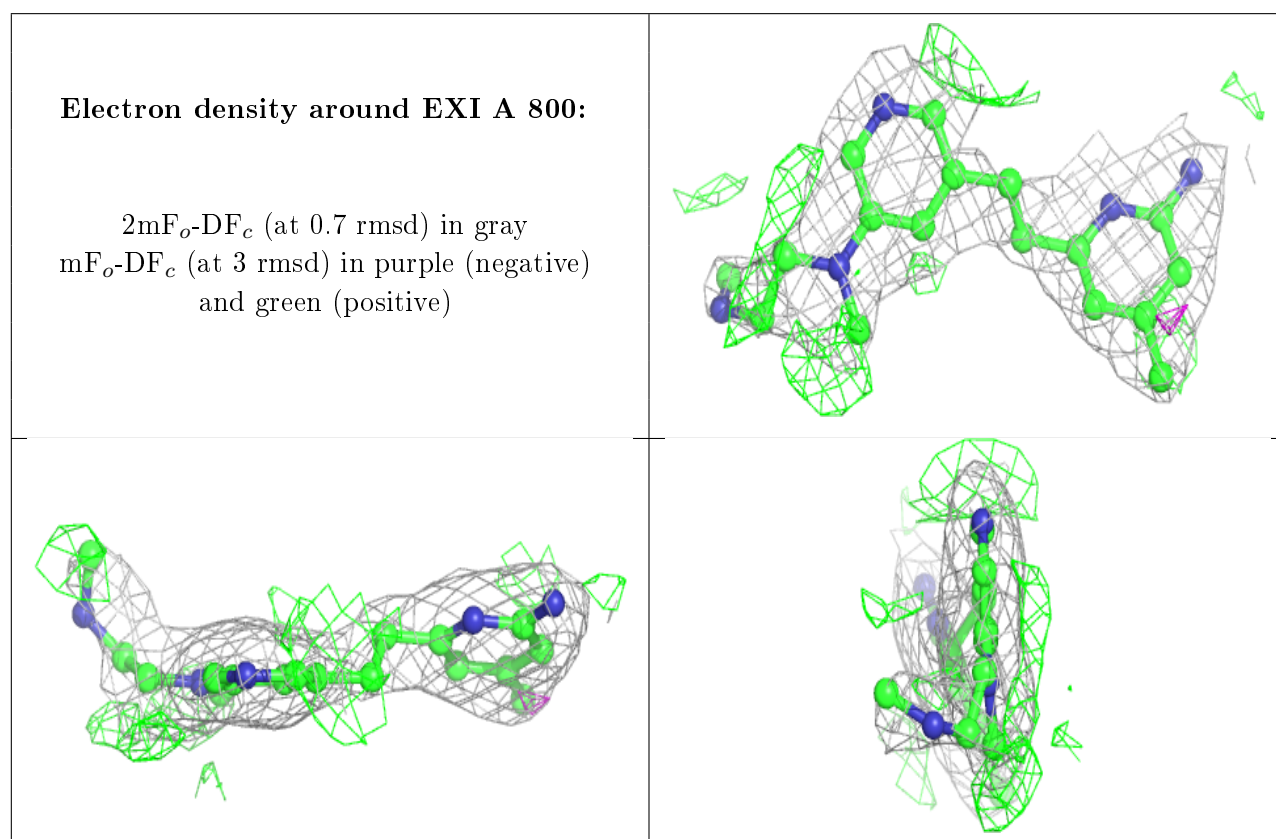 Electron density around EXI A 800:
2mFₒ-DF𝒸 (at 0.7 rmsd) in gray
mFₒ-DF𝒸 (at 3 rmsd) in purple (negative)
and green (positive)